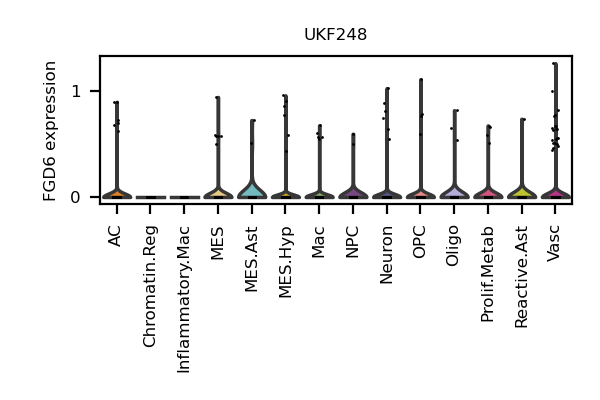 UKF248
FGD6 expression
1
0
AC
Chromatin.Reg
Inflammatory.Mac
MES
MES.Ast
MES.Hyp
Mac
NPC
Neuron
OPC
Oligo
Prolif.Metab
Reactive.Ast
Vasc